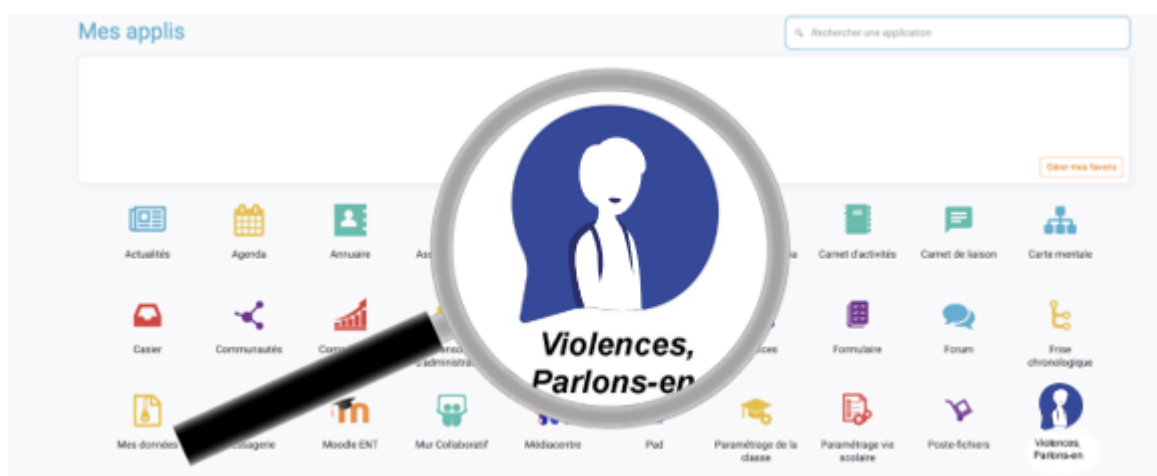 Mes applis
Rechercher une application
Gérer mes favoris
Actualités
Agenda
Annuaire
Carnet d'activités
Carnet de liaison
Carte mentale
Violences,
Parlons-en
Casier
Communautés
Formulaire
Forum
Frise
chronologique
Mes données
Moodle ENT
Mur Collaboratif
Médiacentre
Pad
Paramétrage de la
classe
Paramétrage vie
scolaire
Poste-fichiers
Violences,
Parlons-en